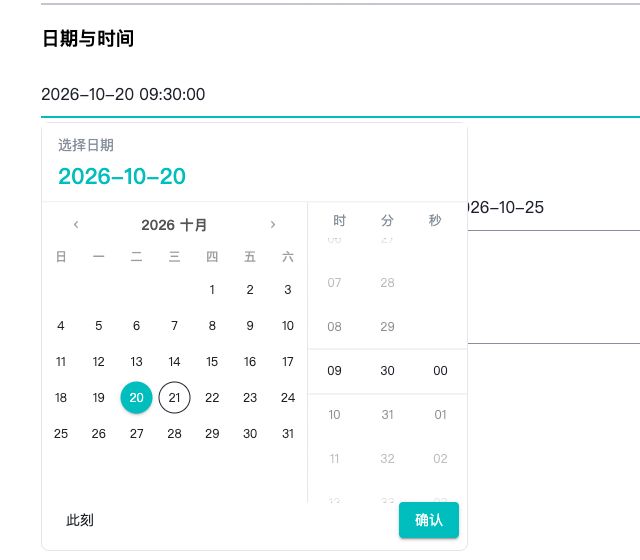 日期与时间
2026-10-20 09:30:00
选择日期
2026-10-20
26-10-25
2026 十月
时 分 秒
日 一 二 三 四 五 六
1 2 3
4 5 6 7 8 9 10
11 12 13 14 15 16 17
18 19 20 21 22 23 24
25 26 27 28 29 30 31
06 27
07 28
08 29
09 30 00
10 31 01
11 32 02
此刻
确认